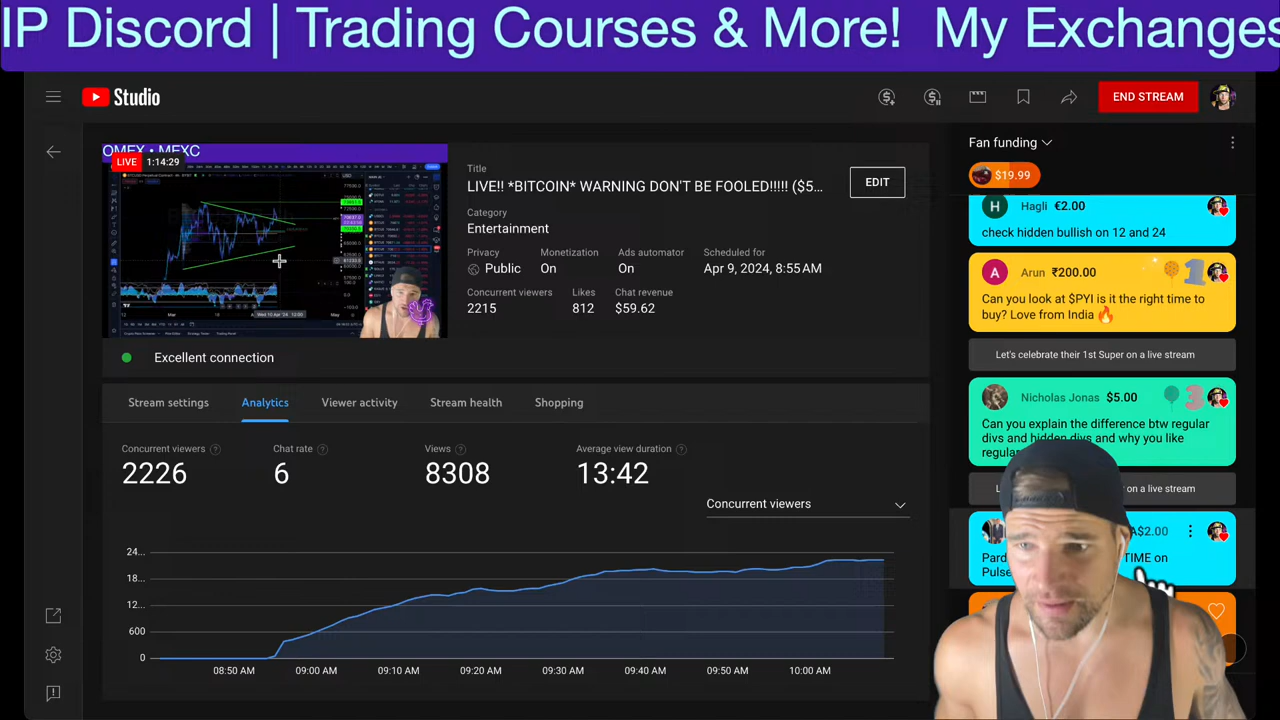 IP Discord | Trading Courses & More! My Exchanges
Studio
END STREAM
OMEX • MEXC
LIVE 1:14:29
Title
LIVE!! *BITCOIN* WARNING DON'T BE FOOLED!!!!! ($5...
EDIT
Category
Entertainment
Privacy
Monetization
Ads automator
Scheduled for
Public
On
On
Apr 9, 2024, 8:55 AM
Concurrent viewers
Likes
Chat revenue
2215
812
$59.62
Excellent connection
Stream settings
Analytics
Viewer activity
Stream health
Shopping
Concurrent viewers
Chat rate
Views
Average view duration
2226
6
8308
13:42
Concurrent viewers
24...
18...
12...
600
0
08:50 AM
09:00 AM
09:10 AM
09:20 AM
09:30 AM
09:40 AM
09:50 AM
10:00 AM
Fan funding
$19.99
H Hagli €2.00
check hidden bullish on 12 and 24
A Arun ₹200.00
1
Can you look at $PYI is it the right time to
buy? Love from India
Let's celebrate their 1st Super on a live stream
Nicholas Jonas $5.00
3
Can you explain the difference btw regular
divs and hidden divs and why you like
regular
on a live stream
A$2.00
TIME on